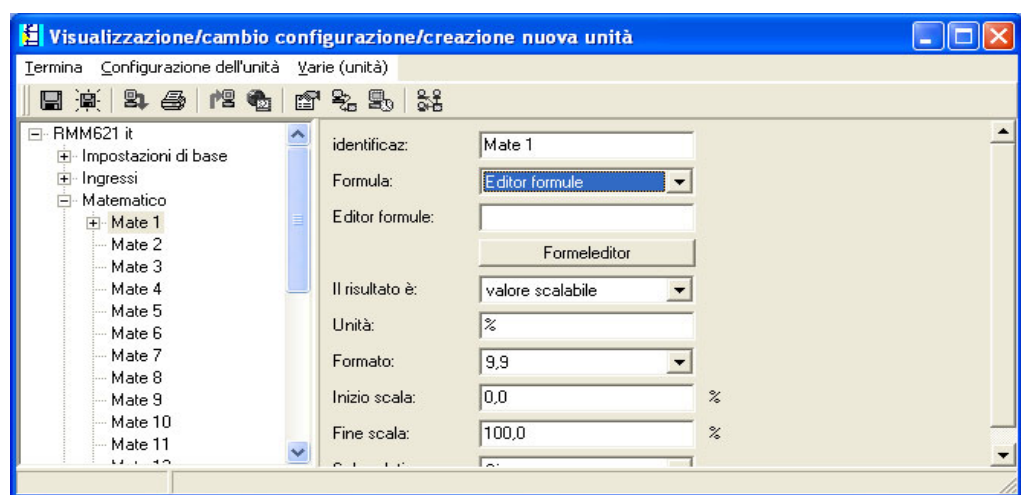 Visualizzazione/cambio configurazione/creazione nuova unità
Termina Configurazione dell'unità Varie (unità)
RMM621 it
Impostazioni di base
Ingressi
Matematico
Mate 1
Mate 2
Mate 3
Mate 4
Mate 5
Mate 6
Mate 7
Mate 8
Mate 9
Mate 10
Mate 11
identificaz: Mate 1
Formula: Editor formule
Editor formule:
Formeleditor
Il risultato è: valore scalabile
Unità: %
Formato: 9,9
Inizio scala: 0,0 %
Fine scala: 100,0 %